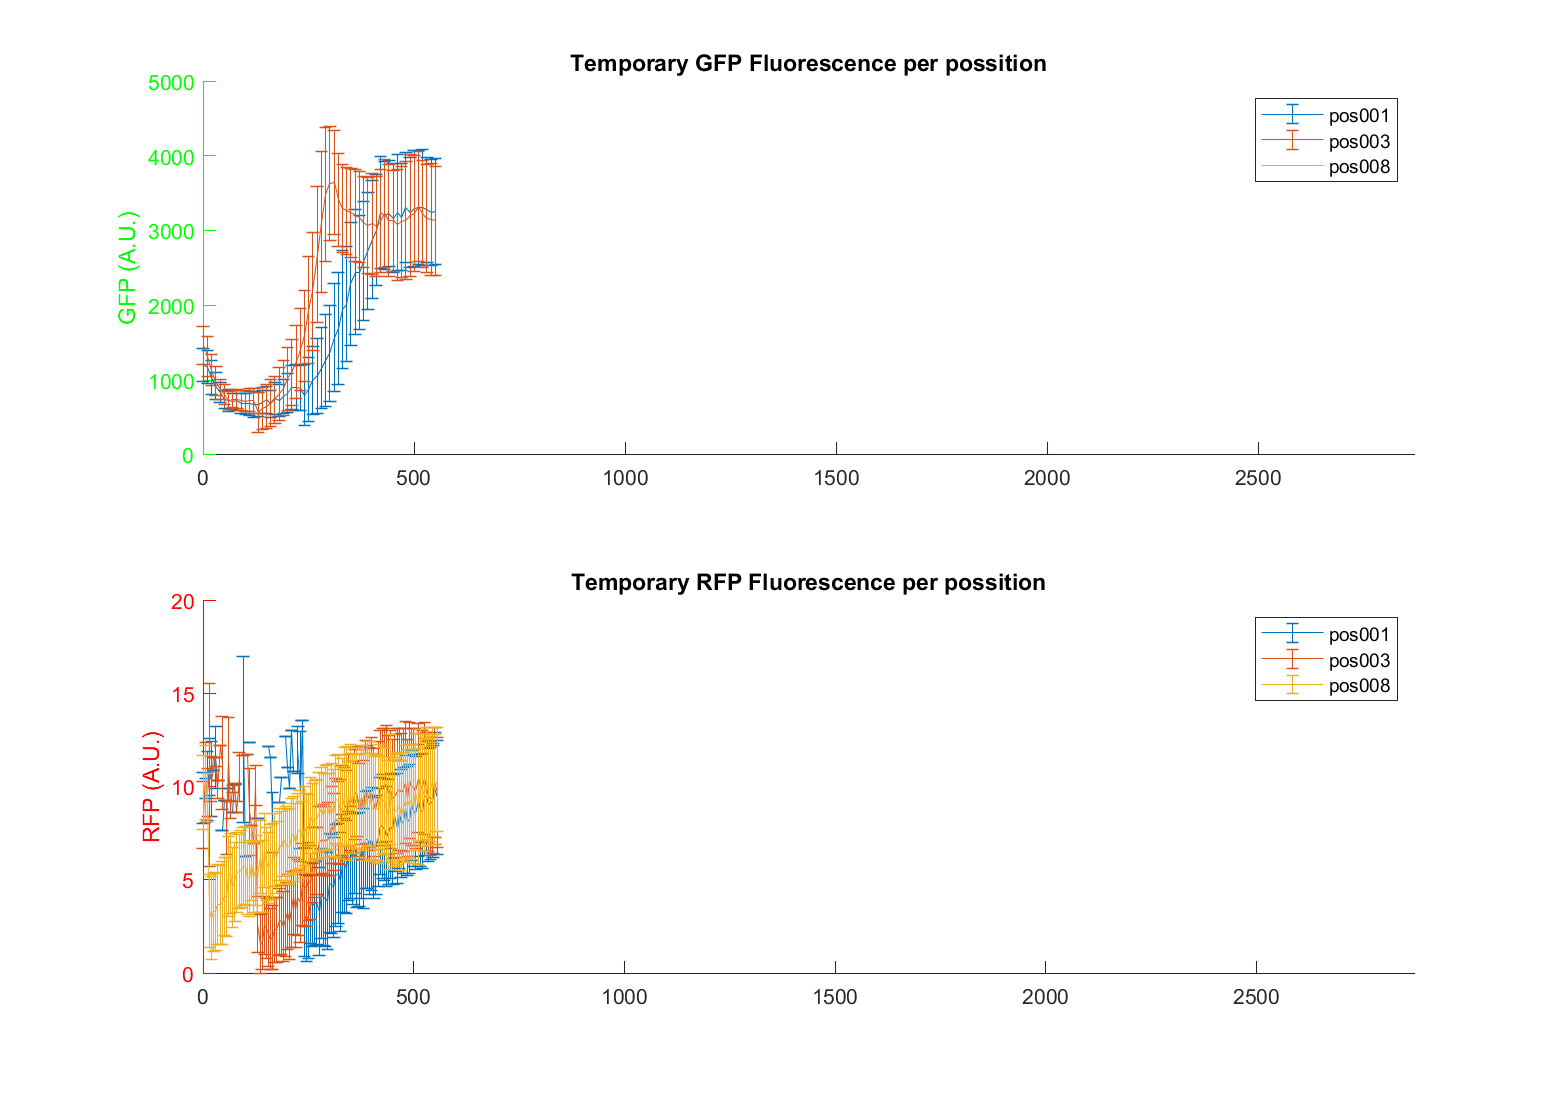 Temporary GFP Fluorescence per possition
5000
4000
3000
2000
1000
0
GFP (A.U.)
pos001
pos003
pos008
0 500 1000 1500 2000 2500
Temporary RFP Fluorescence per possition
20
15
10
5
0
RFP (A.U.)
pos001
pos003
pos008
0 500 1000 1500 2000 2500